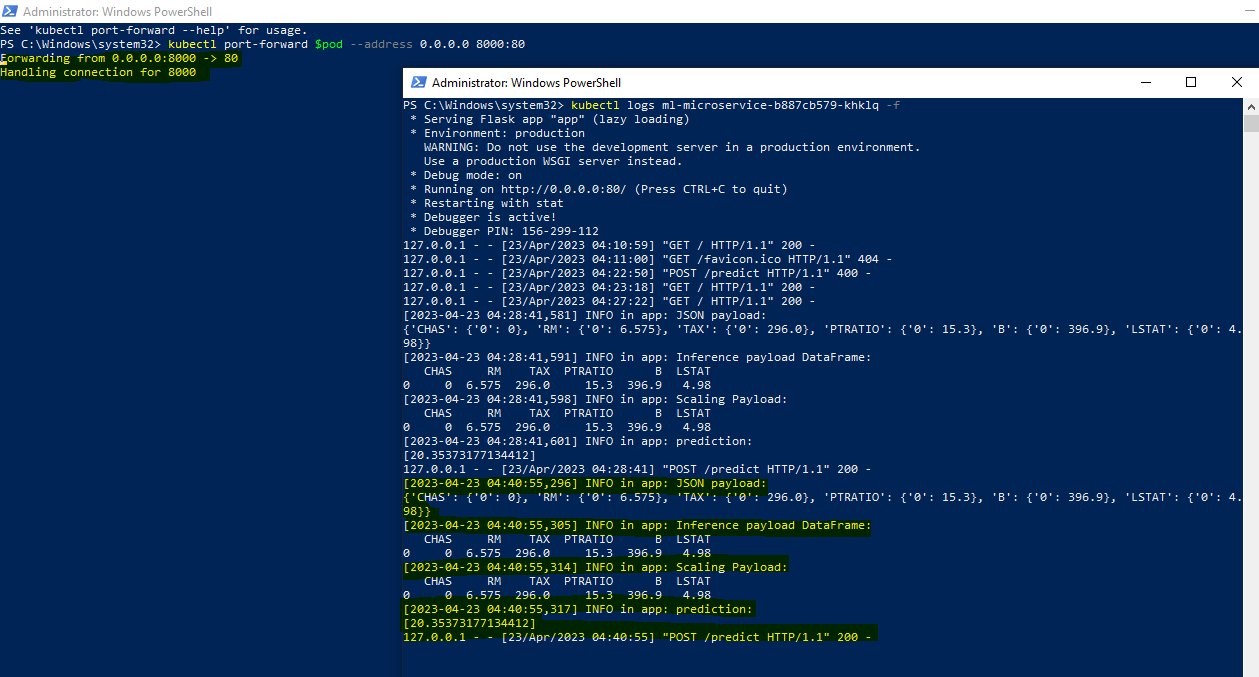 Administrator: Windows PowerShell
See 'kubectl port-forward --help' for usage.
PS C:\Windows\system32> kubectl port-forward $pod --address 0.0.0.0 8000:80
Forwarding from 0.0.0.0:8000 -> 80
Handling connection for 8000
Administrator: Windows PowerShell
PS C:\Windows\system32> kubectl logs ml-microservice-b887cb579-khklq -f
 * Serving Flask app "app" (lazy loading)
 * Environment: production
   WARNING: Do not use the development server in a production environment.
   Use a production WSGI server instead.
 * Debug mode: on
 * Running on http://0.0.0.0:80/ (Press CTRL+C to quit)
 * Restarting with stat
 * Debugger is active!
 * Debugger PIN: 156-299-112
127.0.0.1 - - [23/Apr/2023 04:10:59] "GET / HTTP/1.1" 200 -
127.0.0.1 - - [23/Apr/2023 04:11:00] "GET /favicon.ico HTTP/1.1" 404 -
127.0.0.1 - - [23/Apr/2023 04:22:50] "POST /predict HTTP/1.1" 400 -
127.0.0.1 - - [23/Apr/2023 04:23:18] "GET / HTTP/1.1" 200 -
127.0.0.1 - - [23/Apr/2023 04:27:22] "GET / HTTP/1.1" 200 -
[2023-04-23 04:28:41,581] INFO in app: JSON payload:
{'CHAS': {'0': 0}, 'RM': {'0': 6.575}, 'TAX': {'0': 296.0}, 'PTRATIO': {'0': 15.3}, 'B': {'0': 396.9}, 'LSTAT': {'0': 4.
98}}
[2023-04-23 04:28:41,591] INFO in app: Inference payload DataFrame:
   CHAS     RM    TAX  PTRATIO      B  LSTAT
0     0  6.575  296.0     15.3  396.9   4.98
[2023-04-23 04:28:41,598] INFO in app: Scaling Payload:
   CHAS     RM    TAX  PTRATIO      B  LSTAT
0     0  6.575  296.0     15.3  396.9   4.98
[2023-04-23 04:28:41,601] INFO in app: prediction:
[20.35373177134412]
127.0.0.1 - - [23/Apr/2023 04:28:41] "POST /predict HTTP/1.1" 200 -
[2023-04-23 04:40:55,296] INFO in app: JSON payload:
{'CHAS': {'0': 0}, 'RM': {'0': 6.575}, 'TAX': {'0': 296.0}, 'PTRATIO': {'0': 15.3}, 'B': {'0': 396.9}, 'LSTAT': {'0': 4.
98}}
[2023-04-23 04:40:55,305] INFO in app: Inference payload DataFrame:
   CHAS     RM    TAX  PTRATIO      B  LSTAT
0     0  6.575  296.0     15.3  396.9   4.98
[2023-04-23 04:40:55,314] INFO in app: Scaling Payload:
   CHAS     RM    TAX  PTRATIO      B  LSTAT
0     0  6.575  296.0     15.3  396.9   4.98
[2023-04-23 04:40:55,317] INFO in app: prediction:
[20.35373177134412]
127.0.0.1 - - [23/Apr/2023 04:40:55] "POST /predict HTTP/1.1" 200 -